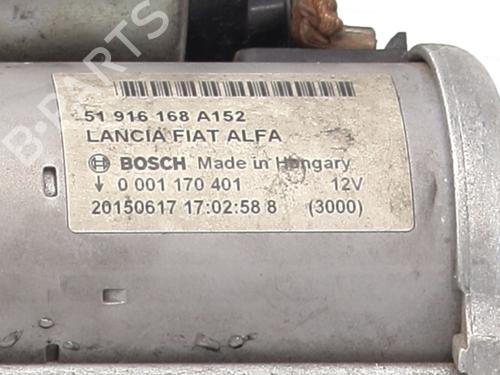 B-PARTS
51 916 168 A152
LANCIA FIAT ALFA
BOSCH Made in Hungary
0 001 170 401 12V
20150617 17:02:58 8 (3000)